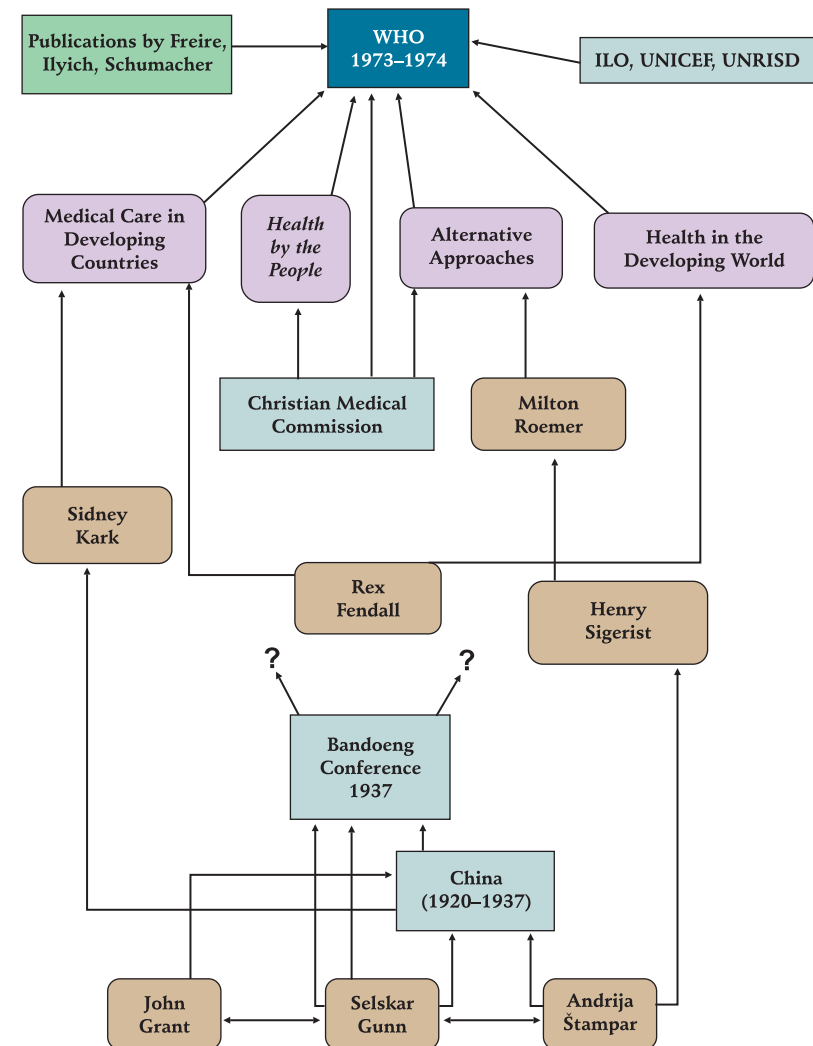 Publications by Freire,
Ilyich, Schumacher
WHO
1973–1974
ILO, UNICEF, UNRISD
Medical Care in
Developing
Countries
Health
by the
People
Alternative
Approaches
Health in the
Developing World
Christian Medical
Commission
Milton
Roemer
Sidney
Kark
Rex
Fendall
Henry
Sigerist
?
?
Bandoeng
Conference
1937
China
(1920–1937)
John
Grant
Selskar
Gunn
Andrija
Štampar